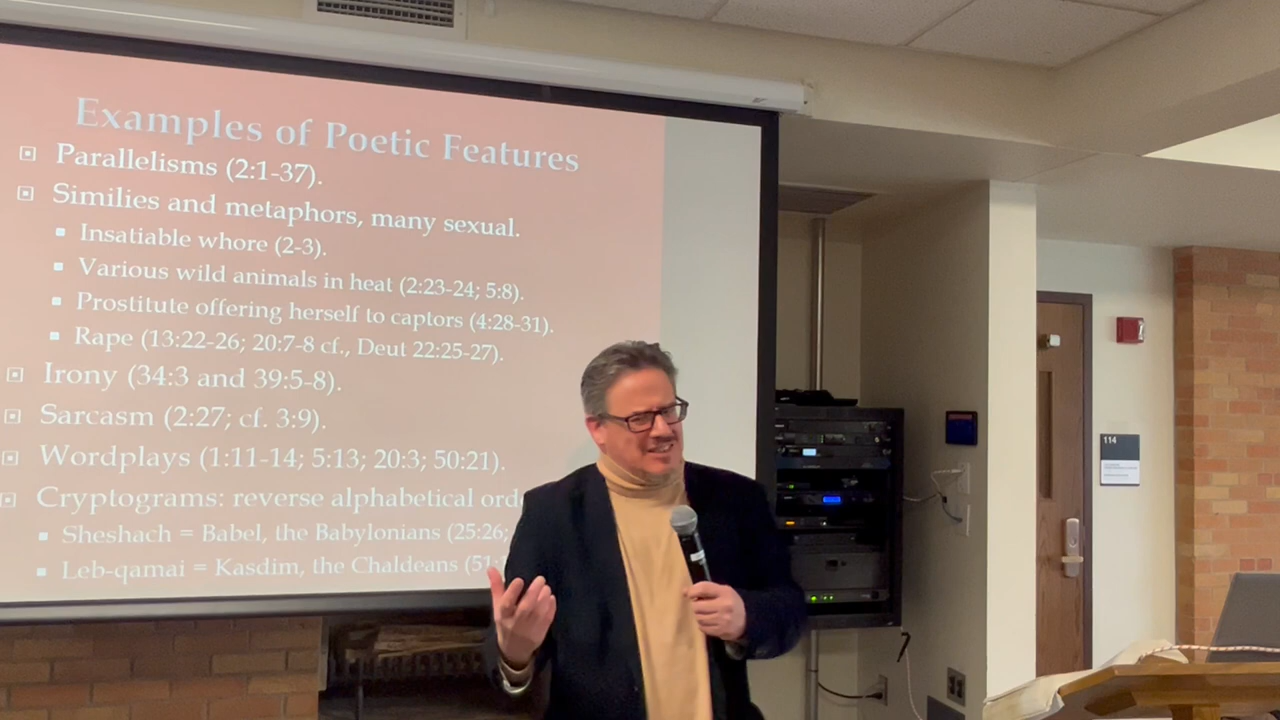 Examples of Poetic Features
Parallelisms (2:1-37).
Similies and metaphors, many sexual.
Insatiable whore (2-3).
Various wild animals in heat (2:23-24; 5:8).
Prostitute offering herself to captors (4:28-31).
Rape (13:22-26; 20:7-8 cf., Deut 22:25-27).
Irony (34:3 and 39:5-8).
Sarcasm (2:27; cf. 3:9).
Wordplays (1:11-14; 5:13; 20:3; 50:21).
Cryptograms: reverse alphabetical
Sheshach = Babel, the Babylonians (25:26;
Leb-qamai = Kasdim, the Chaldeans
114